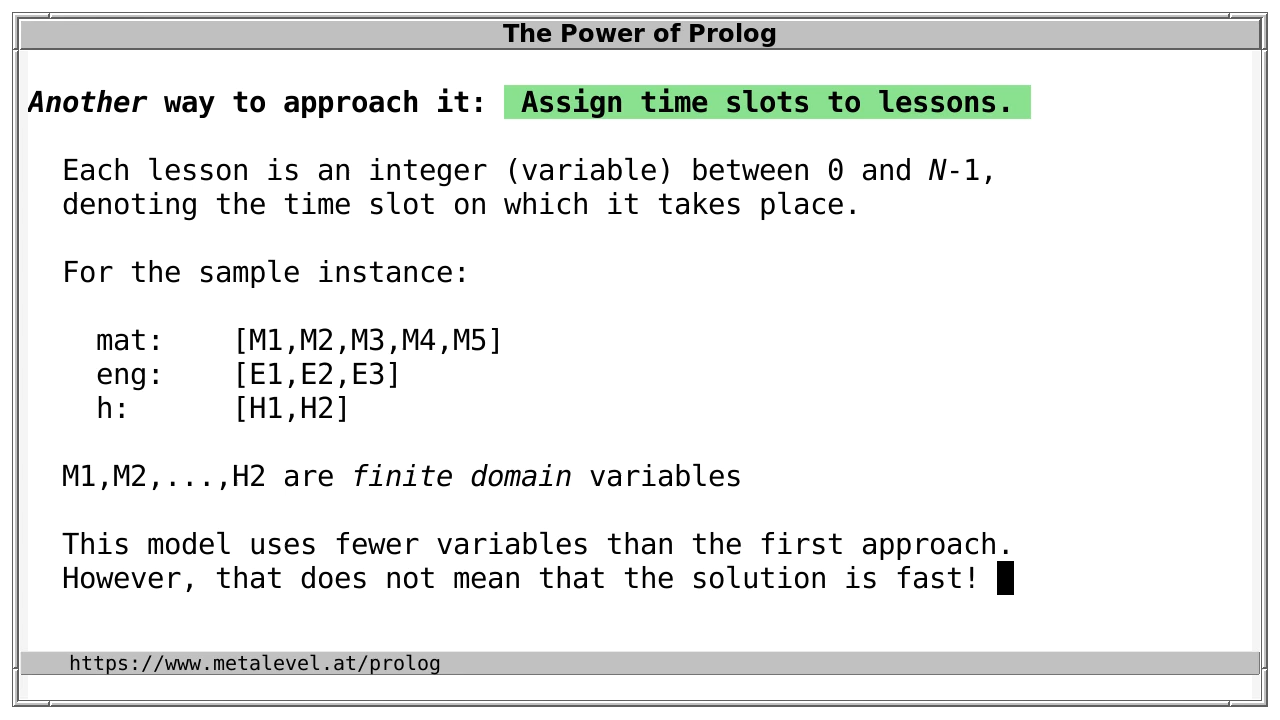 The Power of Prolog
Another way to approach it: Assign time slots to lessons.
Each lesson is an integer (variable) between 0 and N-1,
denoting the time slot on which it takes place.
For the sample instance:
mat: [M1,M2,M3,M4,M5]
eng: [E1,E2,E3]
h: [H1,H2]
M1,M2,...,H2 are finite domain variables
This model uses fewer variables than the first approach.
However, that does not mean that the solution is fast!
https://www.metalevel.at/prolog